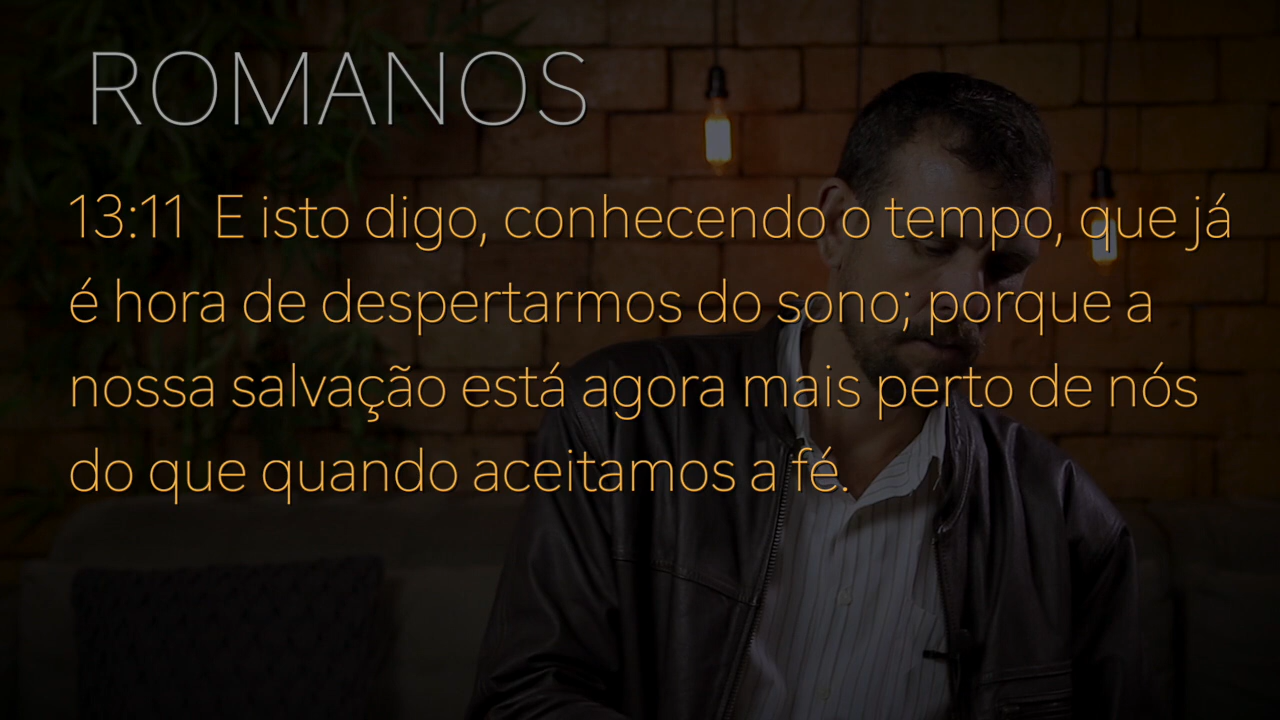 ROMANOS
13:11 E isto digo, conhecendo o tempo, que já
é hora de despertarmos do sono; porque a
nossa salvação está agora mais perto de nós
do que quando aceitamos a fé.